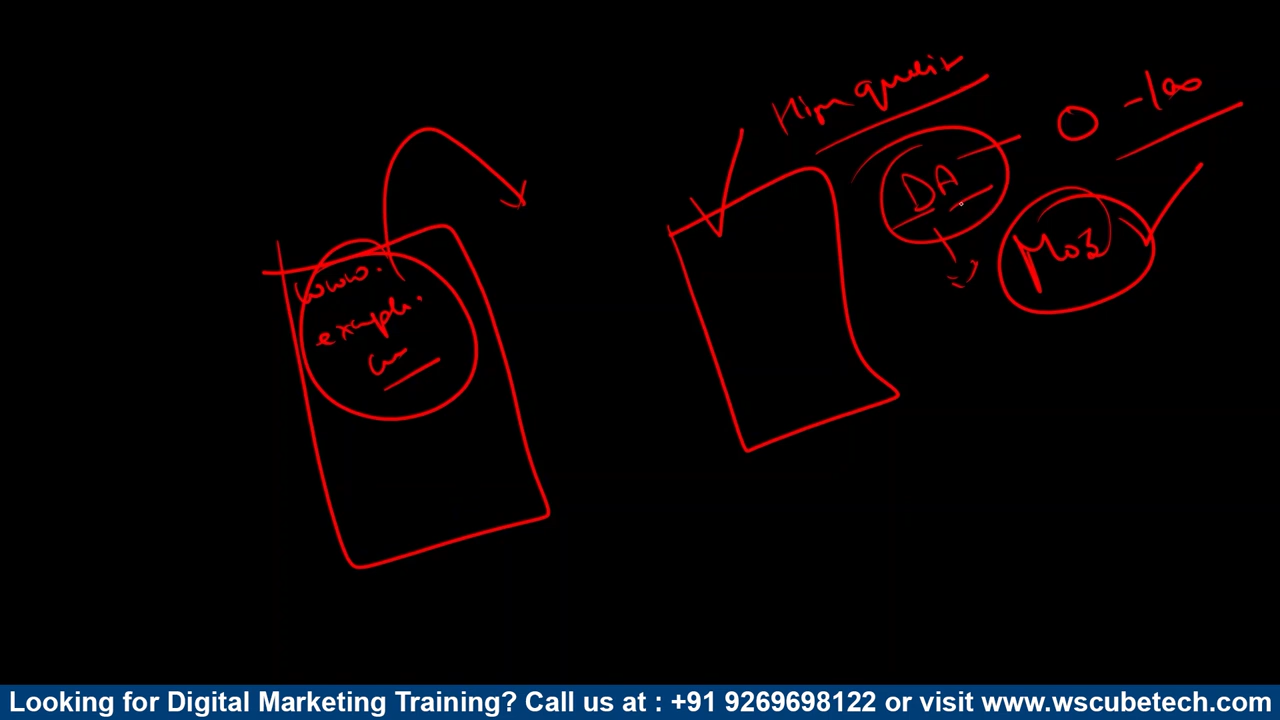 High quality
0-100
DA
Moz
www.
example.
com
Looking for Digital Marketing Training? Call us at : +91 9269698122 or visit www.wscubetech.com